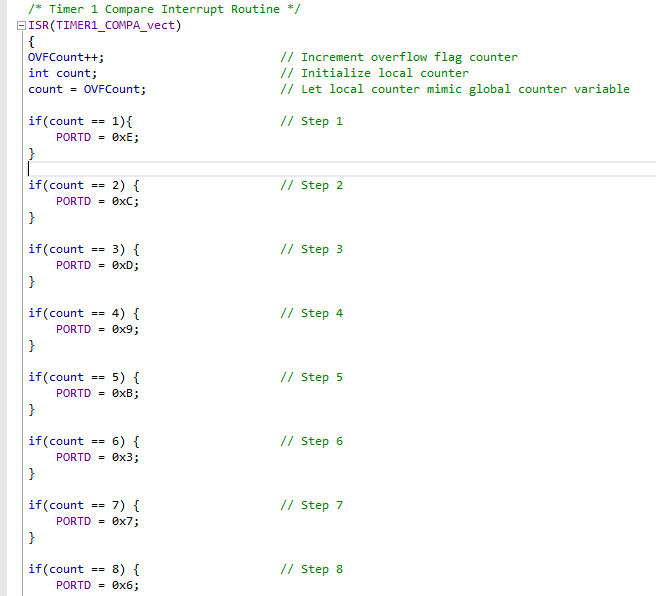 /* Timer 1 Compare Interrupt Routine */
ISR(TIMER1_COMPA_vect)
{
OVFCount++; // Increment overflow flag counter
int count; // Initialize local counter
count = OVFCount; // Let local counter mimic global counter variable
if(count == 1){ // Step 1
PORTD = 0xE;
}
if(count == 2) { // Step 2
PORTD = 0xC;
}
if(count == 3) { // Step 3
PORTD = 0xD;
}
if(count == 4) { // Step 4
PORTD = 0x9;
}
if(count == 5) { // Step 5
PORTD = 0xB;
}
if(count == 6) { // Step 6
PORTD = 0x3;
}
if(count == 7) { // Step 7
PORTD = 0x7;
}
if(count == 8) { // Step 8
PORTD = 0x6;